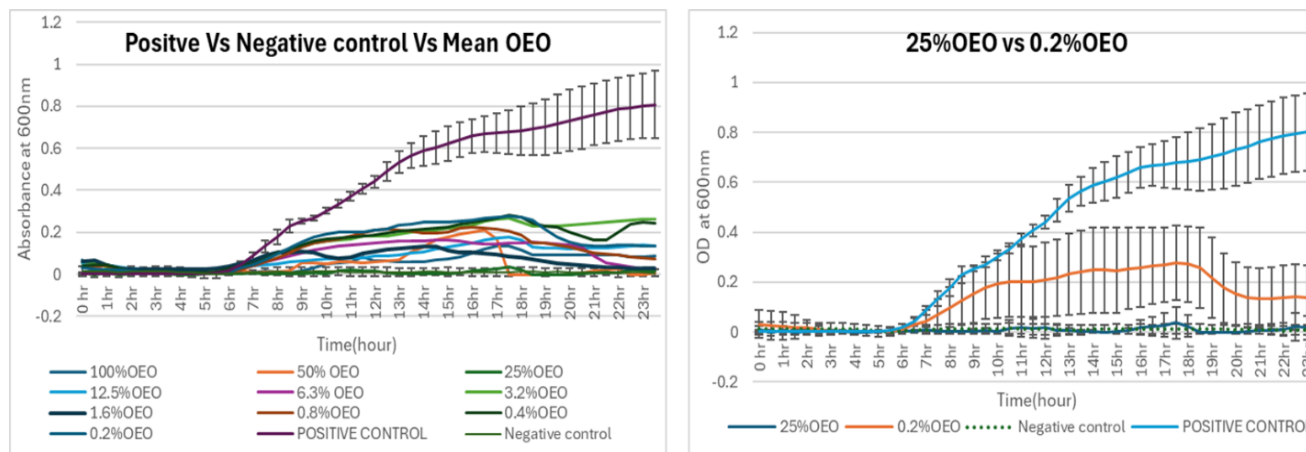 Positve Vs Negative control Vs Mean OEO
Absorbance at 600nm
1.2
1
0.8
0.6
0.4
0.2
0
-0.2
0 hr
1hr
2hr
3hr
4hr
5hr
6hr
7hr
8hr
9hr
10hr
11hr
12hr
13hr
14hr
15hr
16hr
17hr
18hr
19hr
20hr
21hr
22hr
23hr
Time(hour)
100%OEO 50% OEO 25%OEO
12.5%OEO 6.3% OEO 3.2%OEO
1.6%OEO 0.8%OEO 0.4%OEO
0.2%OEO POSITIVE CONTROL Negative control
25%OEO vs 0.2%OEO
OD at 600nm
1.2
1
0.8
0.6
0.4
0.2
0
-0.2
0 hr
1hr
2hr
3hr
4hr
5hr
6hr
7hr
8hr
9hr
10hr
11hr
12hr
13hr
14hr
15hr
16hr
17hr
18hr
19hr
20hr
21hr
22hr
Time(hour)
25%OEO 0.2%OEO Negative control POSITIVE CONTROL